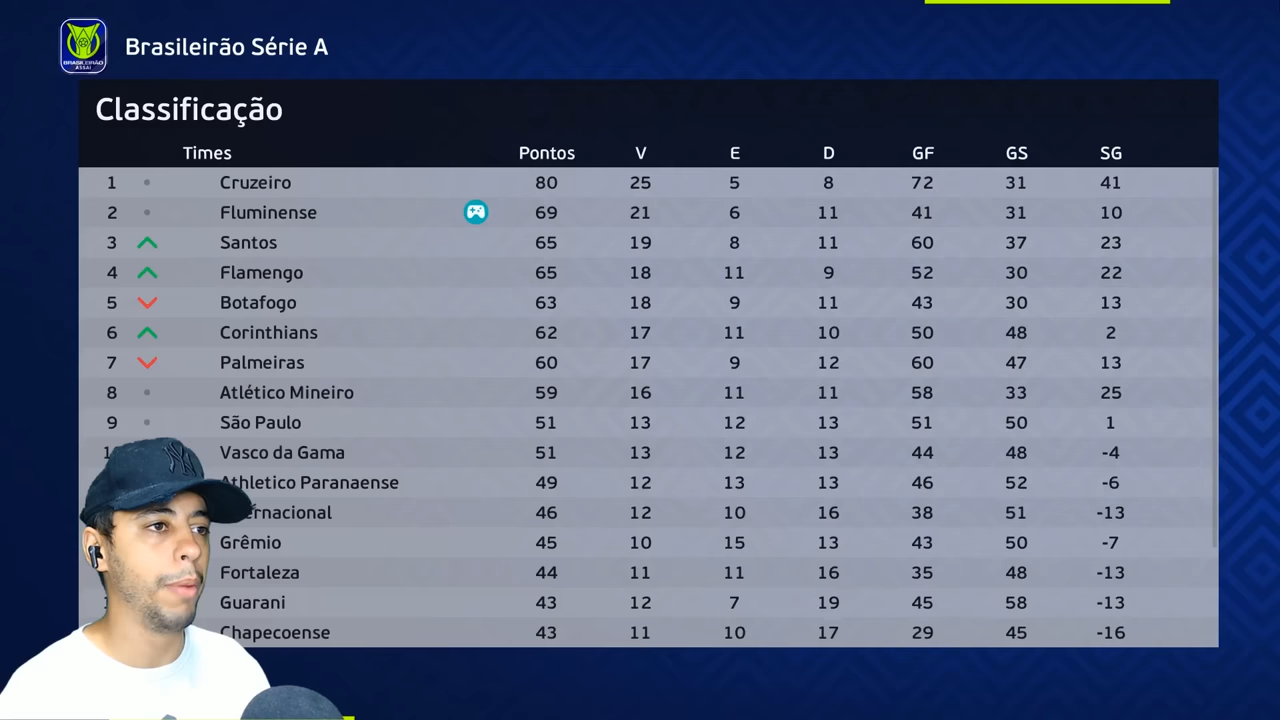 BRASILEIRÃO
ASSAÍ
Brasileirão Série A
Classificação
Times Pontos V E D GF GS SG
1 Cruzeiro 80 25 5 8 72 31 41
2 Fluminense 69 21 6 11 41 31 10
3 Santos 65 19 8 11 60 37 23
4 Flamengo 65 18 11 9 52 30 22
5 Botafogo 63 18 9 11 43 30 13
6 Corinthians 62 17 11 10 50 48 2
7 Palmeiras 60 17 9 12 60 47 13
8 Atlético Mineiro 59 16 11 11 58 33 25
9 São Paulo 51 13 12 13 51 50 1
Vasco da Gama 51 13 12 13 44 48 -4
Athletico Paranaense 49 12 13 13 46 52 -6
46 12 10 16 38 51 -13
Grêmio 45 10 15 13 43 50 -7
Fortaleza 44 11 11 16 35 48 -13
Guarani 43 12 7 19 45 58 -13
Chapecoense 43 11 10 17 29 45 -16